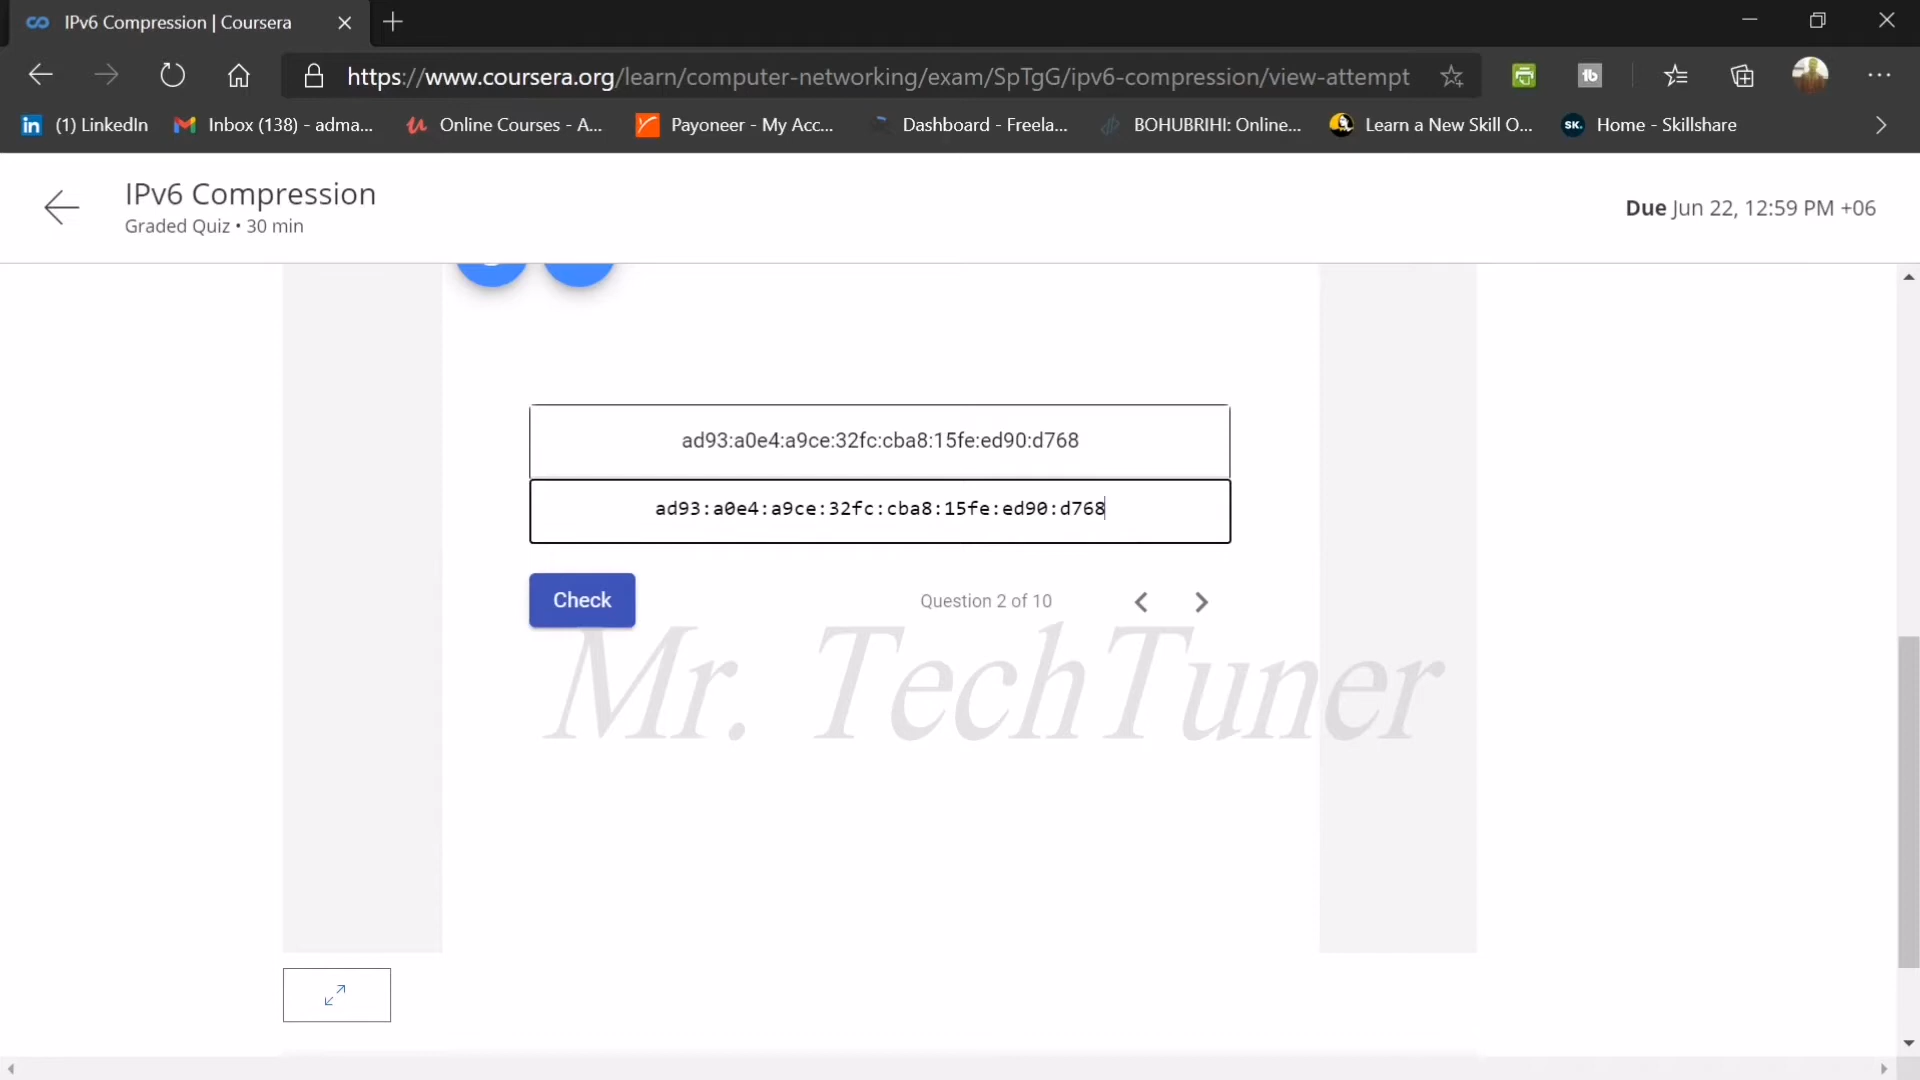 IPv6 Compression | Coursera
https://www.coursera.org/learn/computer-networking/exam/SpTgG/ipv6-compression/view-attempt
tb
in (1) LinkedIn
Inbox (138) - adma...
Online Courses - A...
Payoneer - My Acc...
Dashboard - Freela...
BOHUBRIHI: Online...
Learn a New Skill O...
SK. Home - Skillshare
IPv6 Compression
Graded Quiz • 30 min
Due Jun 22, 12:59 PM +06
ad93:a0e4:a9ce:32fc:cba8:15fe:ed90:d768
ad93:a0e4:a9ce:32fc:cba8:15fe:ed90:d768
Check
Question 2 of 10
Mr. TechTuner